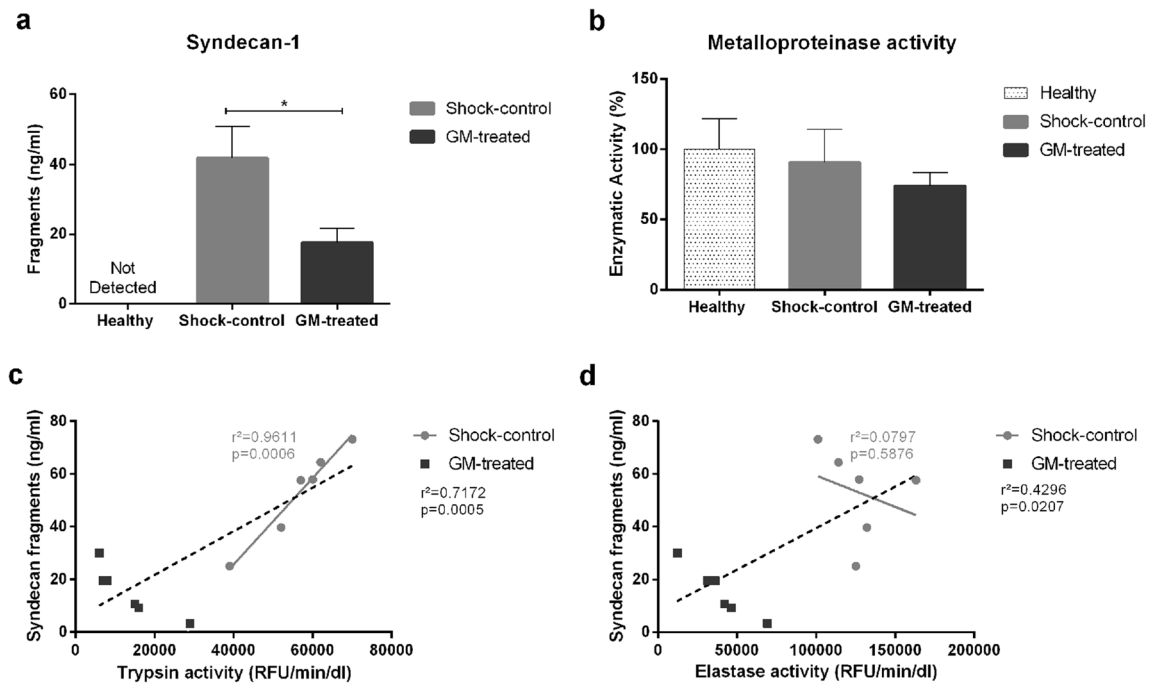 a
Syndecan-1
Fragments (ng/ml)
60
40
20
0
*
Not
Detected
Healthy
Shock-control
GM-treated
Shock-control
GM-treated
b
Metalloproteinase activity
Enzymatic Activity (%)
150
100
50
0
Healthy
Shock-control
GM-treated
Healthy
Shock-control
GM-treated
c
Syndecan fragments (ng/ml)
80
60
40
20
0
r²=0.9611
p=0.0006
0
20000
40000
60000
80000
Trypsin activity (RFU/min/dl)
Shock-control
GM-treated
r²=0.7172
p=0.0005
d
Syndecan fragments (ng/ml)
80
60
40
20
0
r²=0.0797
p=0.5876
0
50000
100000
150000
200000
Elastase activity (RFU/min/dl)
Shock-control
GM-treated
r²=0.4296
p=0.0207